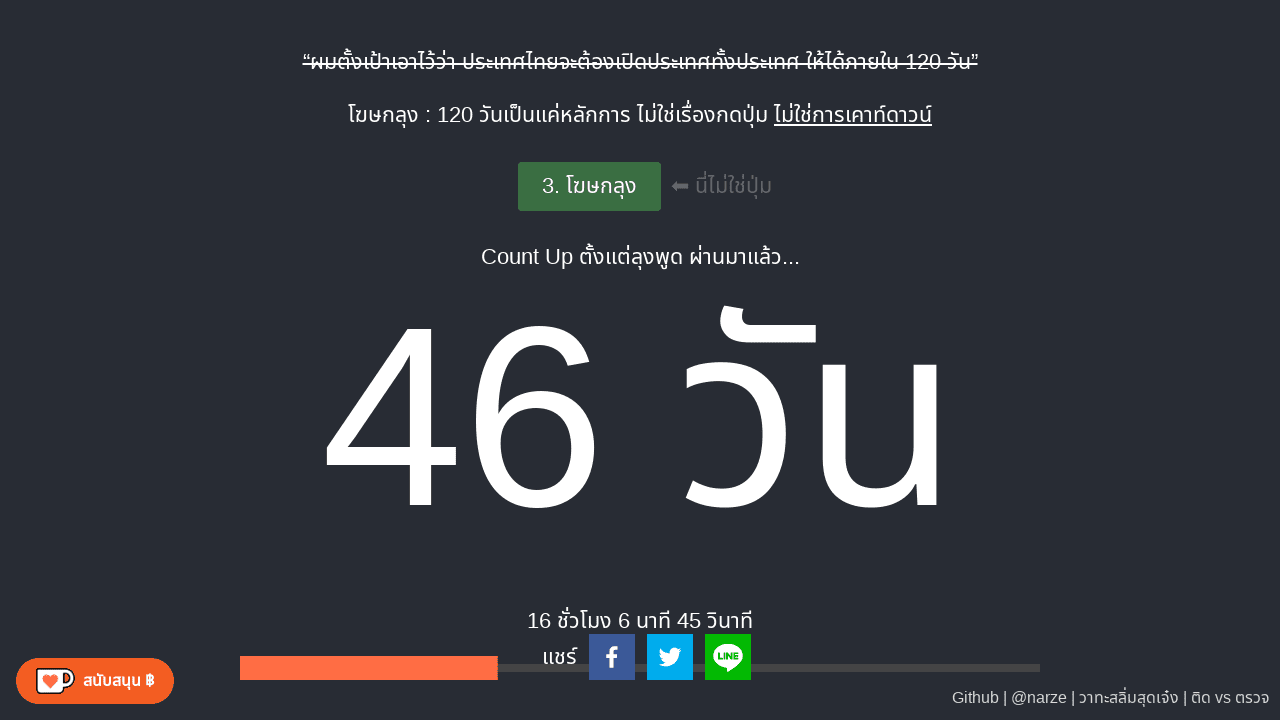 “ผมตั้งเป้าเอาไว้ว่า ประเทศไทยจะต้องเปิดประเทศทั้งประเทศ ให้ได้ภายใน 120 วัน”
โฆษกลุง : 120 วันเป็นแค่หลักการ ไม่ใช่เรื่องกดปุ่ม ไม่ใช่การเคาท์ดาวน์
3. โฆษกลุง ⬅ นี่ไม่ใช่ปุ่ม
Count Up ตั้งแต่ลุงพูด ผ่านมาแล้ว...
46 วัน
16 ชั่วโมง 6 นาที 45 วินาที
แชร์
LINE
สนับสนุน ฿
Github | @narze | วาทะสลิ่มสุดเจ๋ง | ติด vs ตรวจ